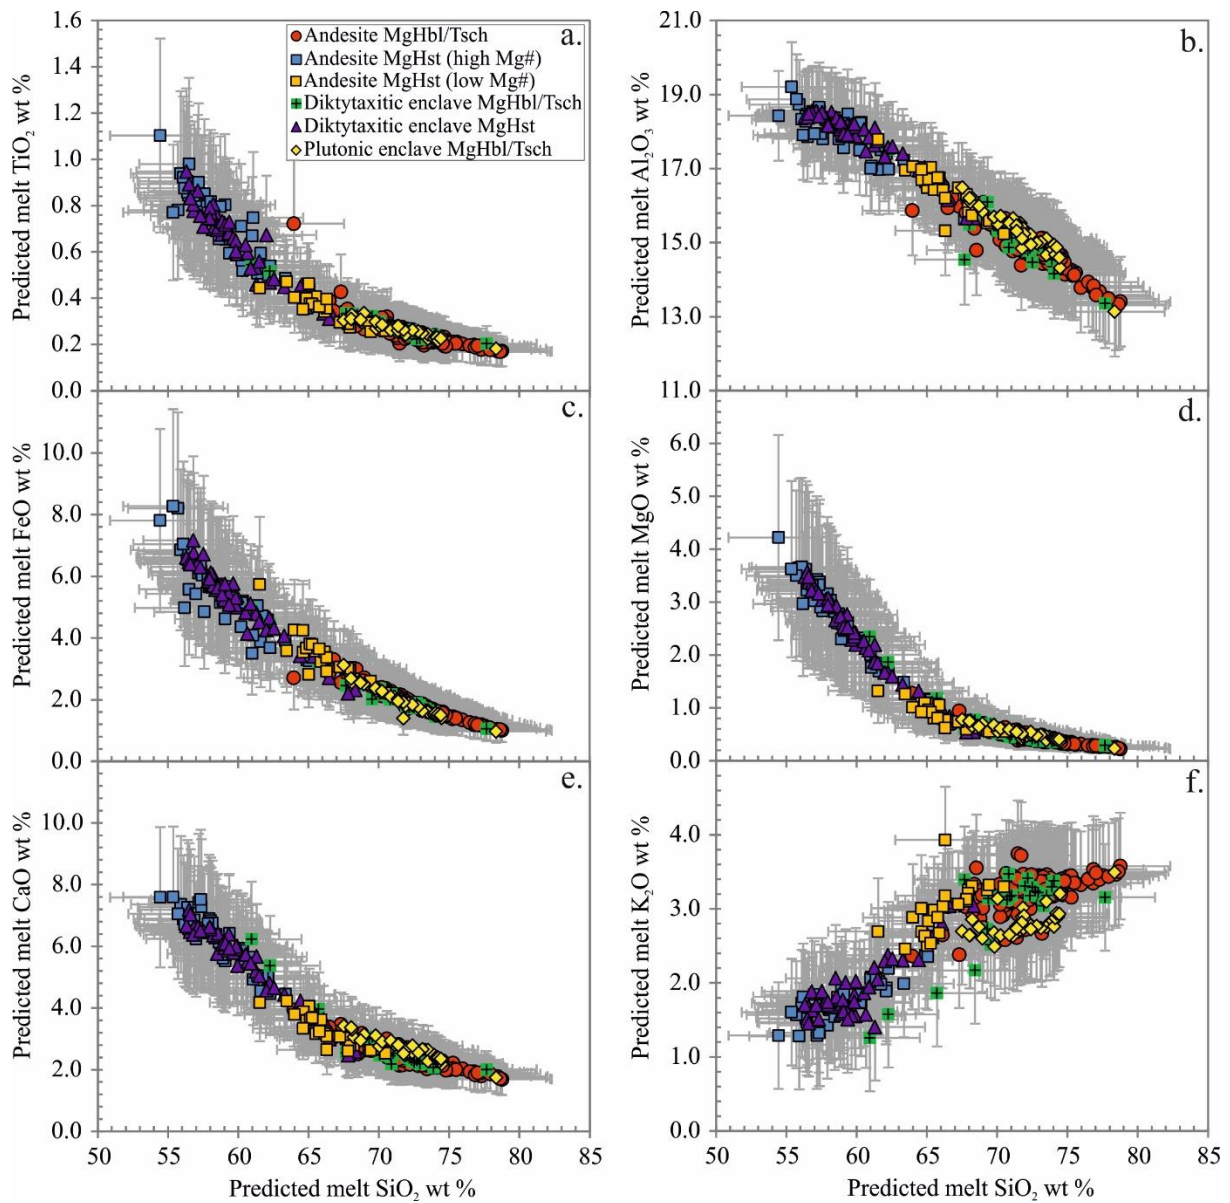 a.
Andesite MgHbl/Tsch
Andesite MgHst (high Mg#)
Andesite MgHst (low Mg#)
Diktytaxitic enclave MgHbl/Tsch
Diktytaxitic enclave MgHst
Plutonic enclave MgHbl/Tsch
Predicted melt TiO₂ wt %
1.6
1.4
1.2
1.0
0.8
0.6
0.4
0.2
0.0
b.
Predicted melt Al₂O₃ wt %
21.0
19.0
17.0
15.0
13.0
11.0
c.
Predicted melt FeO wt %
10.0
8.0
6.0
4.0
2.0
0.0
d.
Predicted melt MgO wt %
6.0
5.0
4.0
3.0
2.0
1.0
0.0
e.
Predicted melt CaO wt %
10.0
8.0
6.0
4.0
2.0
0.0
50 55 60 65 70 75 80 85
Predicted melt SiO₂ wt %
f.
Predicted melt K₂O wt %
4.0
3.0
2.0
1.0
0.0
50 55 60 65 70 75 80 85
Predicted melt SiO₂ wt %